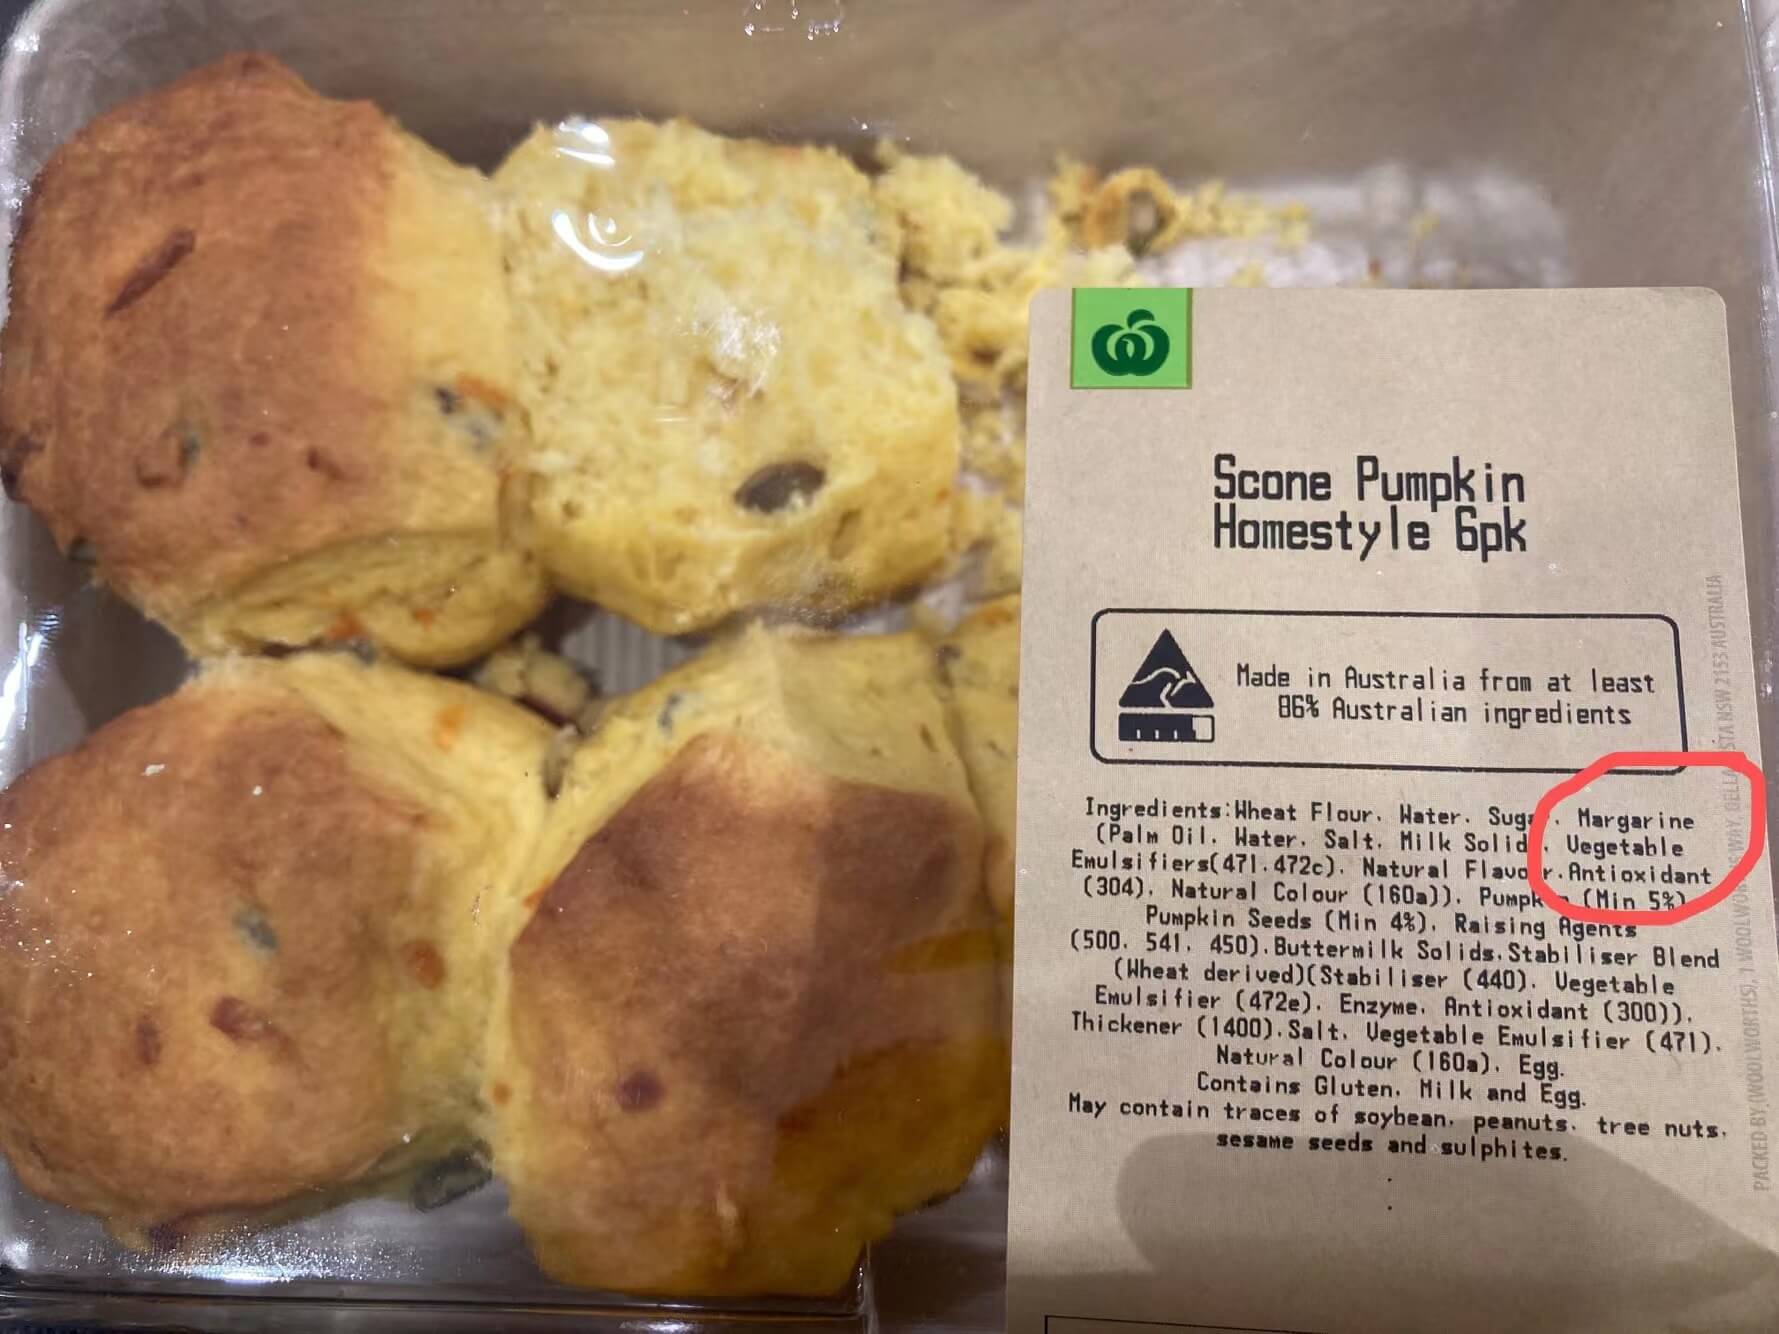 Scone Pumpkin
Homestyle 6pk
Made in Australia from at least
86% Australian ingredients
Ingredients:Wheat Flour, Water, Sugar, Margarine
(Palm Oil, Water, Salt, Milk Solids, Vegetable
Emulsifiers(471,472c), Natural Flavour,Antioxidant
(304), Natural Colour (160a)), Pumpkin (Min 5%),
Pumpkin Seeds (Min 4%), Raising Agents
(500, 541, 450),Buttermilk Solids,Stabiliser Blend
(Wheat derived)(Stabiliser (440), Vegetable
Emulsifier (472e), Enzyme, Antioxidant (300)),
Thickener (1400),Salt, Vegetable Emulsifier (471),
Natural Colour (160a), Egg.
Contains Gluten, Milk and Egg.
May contain traces of soybean, peanuts, tree nuts,
sesame seeds and sulphites.
PACKED BY (WOOLWORTHS), 1 WOOLWORTHS WAY, BELLA VISTA NSW 2153 AUSTRALIA